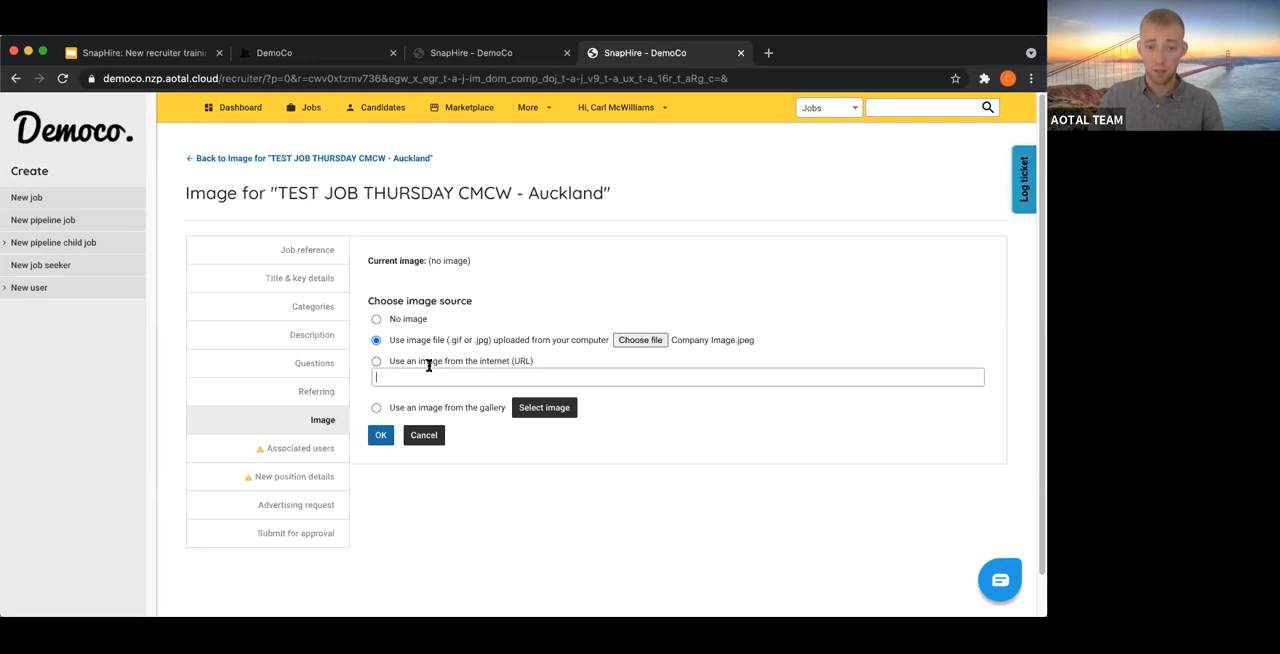 SnapHire: New recruiter traini
DemoCo
SnapHire - DemoCo
SnapHire - DemoCo
democo.nzp.aotal.cloud/recruiter/?p=0&r=cwv0xtzmv736&egw_x_egr_t-a-j-im_dom_comp_doj_t-a-j_v9_t-a_ux_t-a_16r_t_aRg_c=&
C
AOTAL TEAM
Democo.
Dashboard
Jobs
Candidates
Marketplace
More
Hi, Carl McWilliams
Jobs
Create
New job
New pipeline job
New pipeline child job
New job seeker
New user
← Back to Image for "TEST JOB THURSDAY CMCW - Auckland"
Log ticket
Image for "TEST JOB THURSDAY CMCW - Auckland"
Job reference
Title & key details
Categories
Description
Questions
Referring
Image
Associated users
New position details
Advertising request
Submit for approval
Current image: (no image)
Choose image source
No image
Use image file (.gif or .jpg) uploaded from your computer Choose file Company Image.jpeg
Use an image from the internet (URL)
Use an image from the gallery Select image
OK Cancel